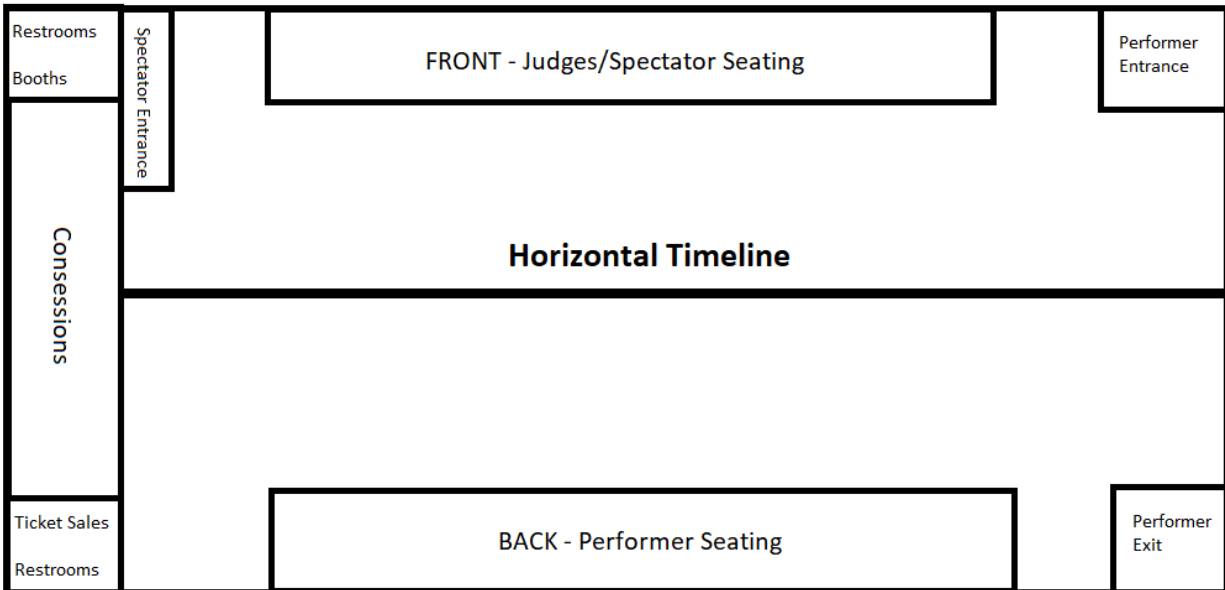 Restrooms
Booths
Spectator Entrance
FRONT - Judges/Spectator Seating
Performer
Entrance
Consessions
Horizontal Timeline
Ticket Sales
Restrooms
BACK - Performer Seating
Performer
Exit